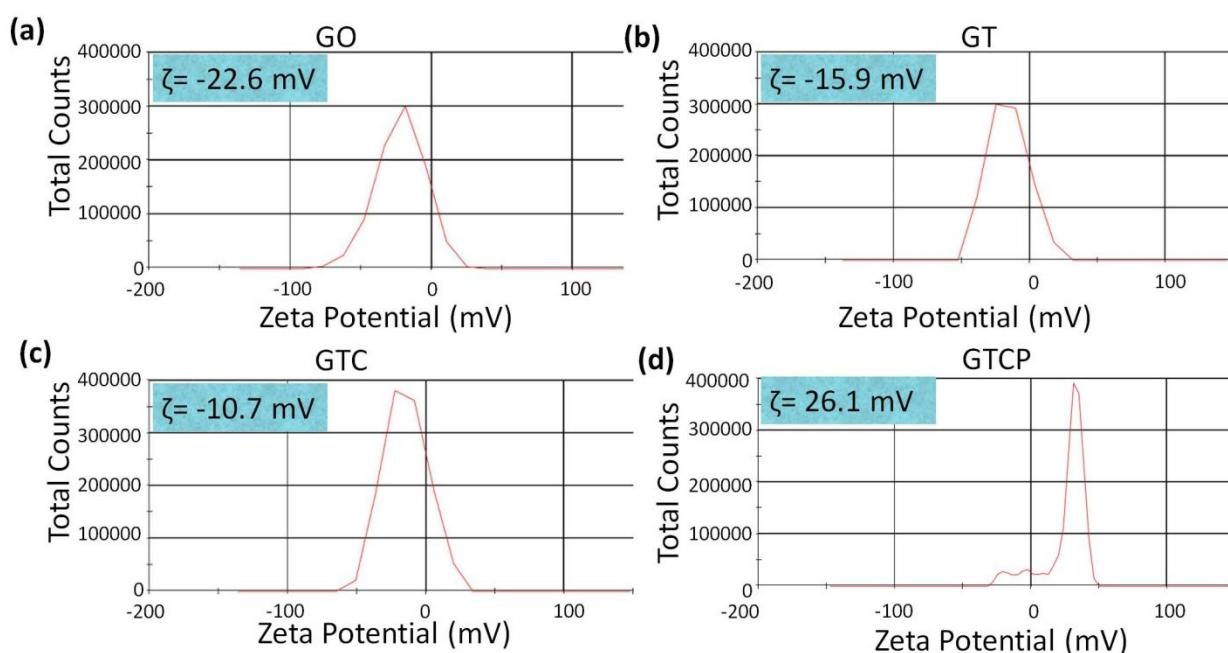 (a)
GO
ζ= -22.6 mV
Total Counts
400000
300000
200000
100000
0
-200
-100
0
100
Zeta Potential (mV)
(b)
GT
ζ= -15.9 mV
Total Counts
400000
300000
200000
100000
0
-200
-100
0
100
Zeta Potential (mV)
(c)
GTC
ζ= -10.7 mV
Total Counts
400000
300000
200000
100000
0
-200
-100
0
100
Zeta Potential (mV)
(d)
GTCP
ζ= 26.1 mV
Total Counts
400000
300000
200000
100000
0
-200
-100
0
100
Zeta Potential (mV)